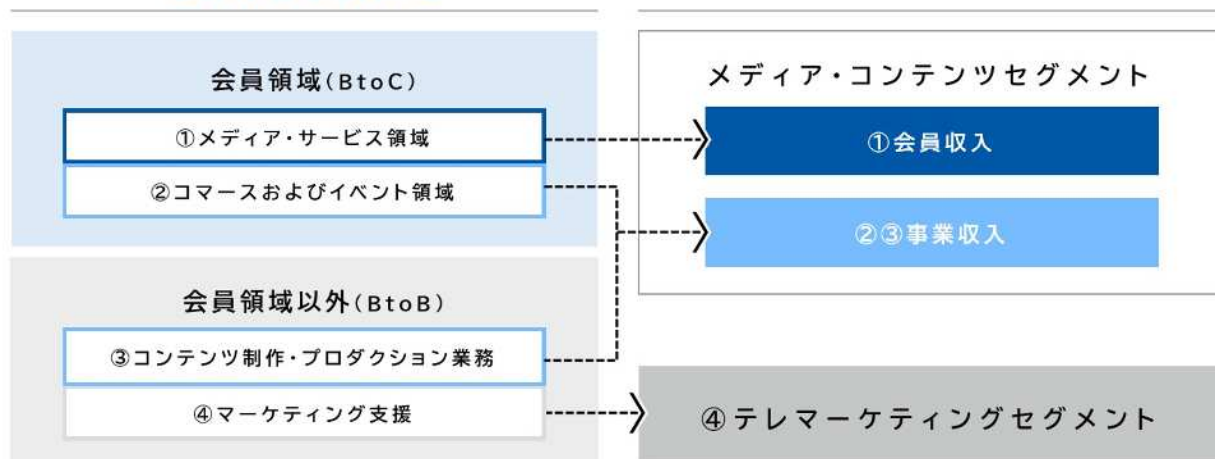 会員領域(BtoC)
①メディア・サービス領域
②コマースおよびイベント領域
会員領域以外(BtoB)
③コンテンツ制作・プロダクション業務
④マーケティング支援
メディア・コンテンツセグメント
①会員収入
②③事業収入
④テレマーケティングセグメント